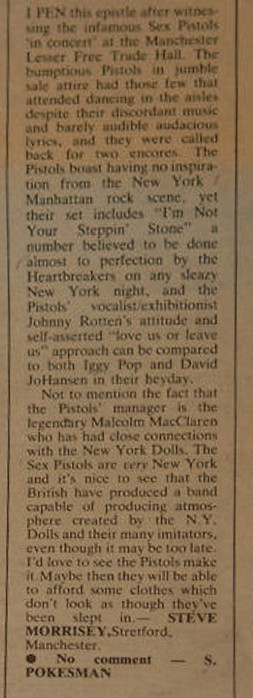 I PEN this epistle after witnes-
sing the infamous Sex Pistols
'in concert' at the Manchester
Lesser Free Trade Hall. The
bumptious Pistols in jumble
sale attire had those few that
attended dancing in the aisles
despite their discordant music
and barely audible audacious
lyrics, and they were called
back for two encores. The
Pistols boast having no inspira-
tion from the New York /
Manhattan rock scene, yet
their set includes "I'm Not
Your Steppin' Stone" a
number believed to be done
almost to perfection by the
Heartbreakers on any sleazy
New York night, and the
Pistols' vocalist/exhibitionist
Johnny Rotten's attitude and
self-asserted "love us or leave
us" approach can be compared
to both Iggy Pop and David
JoHansen in their heyday.
Not to mention the fact that
the Pistols' manager is the
legendary Malcolm MacClaren
who has had close connections
with the New York Dolls. The
Sex Pistols are very New York
and it's nice to see that the
British have produced a band
capable of producing atmos-
phere created by the N.Y.
Dolls and their many imitators,
even though it may be too late.
I'd love to see the Pistols make
it. Maybe then they will be able
to afford some clothes which
don't look as though they've
been slept in.— STEVE
MORRISEY,Stretford,
Manchester.
● No comment — S.
POKESMAN